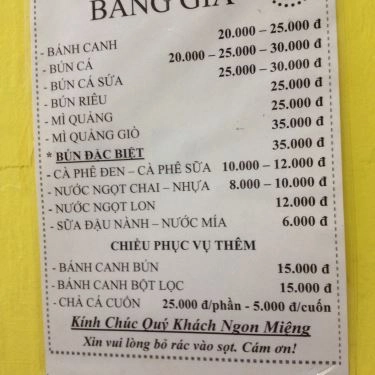 BẢNG GIÁ
- BÁNH CANH 20.000 – 25.000 đ
- BÚN CÁ 20.000 – 25.000 – 30.000 đ
- BÚN CÁ SỨA 25.000 – 30.000 đ
- BÚN RIÊU 25.000 đ
- MÌ QUẢNG 25.000 đ
- MÌ QUẢNG GIÒ 35.000 đ
* BÚN ĐẶC BIỆT 35.000 đ
- CÀ PHÊ ĐEN – CÀ PHÊ SỮA 10.000 – 12.000 đ
- NƯỚC NGỌT CHAI – NHỰA 8.000 – 10.000 đ
- NƯỚC NGỌT LON 12.000 đ
- SỮA ĐẬU NÀNH – NƯỚC MÍA 6.000 đ
CHIỀU PHỤC VỤ THÊM
- BÁNH CANH BÚN 15.000 đ
- BÁNH CANH BỘT LỌC 15.000 đ
- CHẢ CÁ CUỐN 25.000 đ/phần - 5.000 đ/cuốn
Kính Chúc Quý Khách Ngon Miệng
Xin vui lòng bỏ rác vào sọt. Cám ơn!